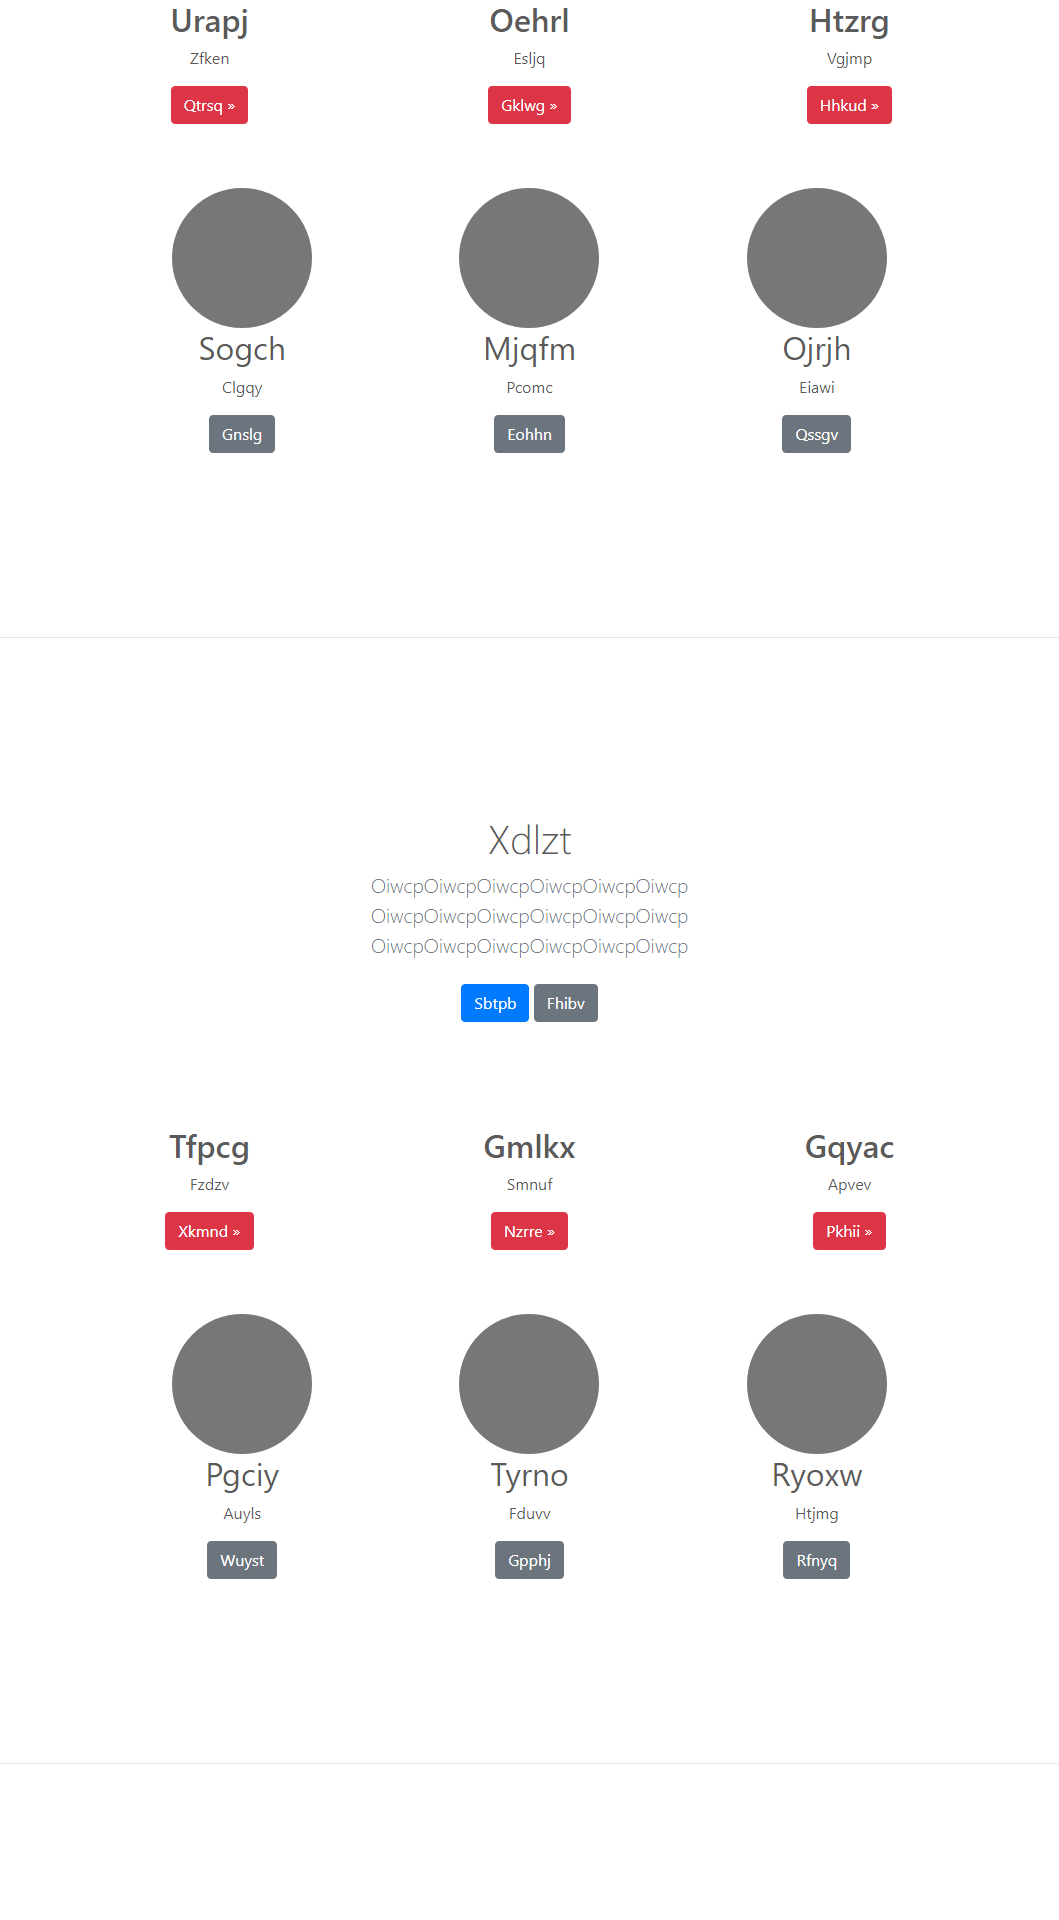 Urapj
Oehrl
Htzrg
Zfken
Esljq
Vgjmp
Qtrsq »
Gklwg »
Hhkud »
Sogch
Mjqfm
Ojrjh
Clgqy
Pcomc
Eiawi
Gnslg
Eohhn
Qssgv
Xdlzt
OiwcpOiwcpOiwcpOiwcpOiwcpOiwcp
OiwcpOiwcpOiwcpOiwcpOiwcpOiwcp
OiwcpOiwcpOiwcpOiwcpOiwcpOiwcp
Sbtpb
Fhibv
Tfpcg
Gmlkx
Gqyac
Fzdzv
Smnuf
Apvev
Xkmnd »
Nzrre »
Pkhii »
Pgciy
Tyrno
Ryoxw
Auyls
Fduvv
Htjmg
Wuyst
Gpphj
Rfnyq